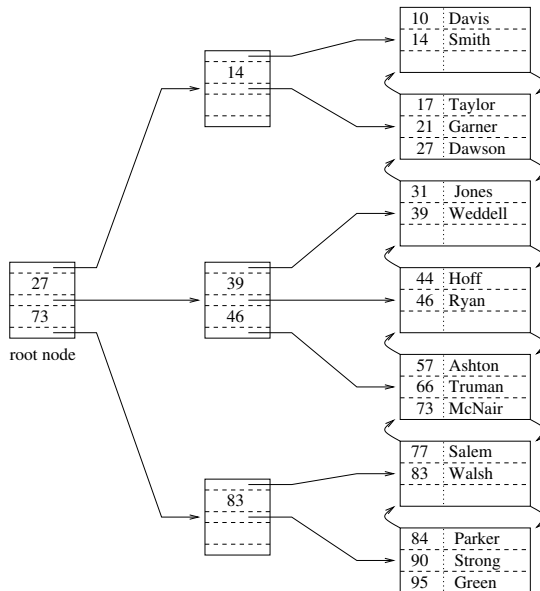 27
73
root node
14
39
46
83
10 Davis
14 Smith
17 Taylor
21 Garner
27 Dawson
31 Jones
39 Weddell
44 Hoff
46 Ryan
57 Ashton
66 Truman
73 McNair
77 Salem
83 Walsh
84 Parker
90 Strong
95 Green